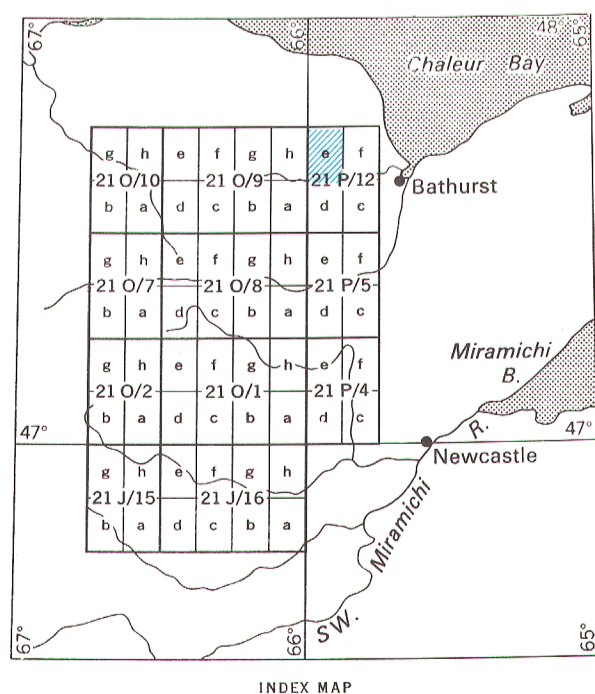 67° 66° 48° 65°
Chaleur Bay
g h e f g h e f
21 O/10 21 O/9 21 P/12
Bathurst
b a d c b a d c
g h e f g h e f
21 O/7 21 O/8 21 P/5
b a d c b a d c
Miramichi
B.
g h e f g h e f
21 O/2 21 O/1 21 P/4
b a d c b a d c
R.
47° 47°
Newcastle
g h e f g h
21 J/15 21 J/16
b a d c b a
Miramichi
SW.
67° 66° 65°
INDEX MAP